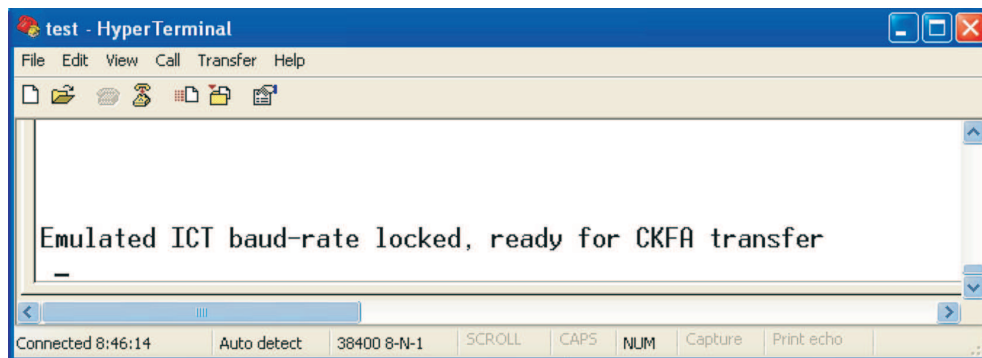 test - HyperTerminal
File Edit View Call Transfer Help
Emulated ICT baud-rate locked, ready for CKFA transfer
Connected 8:46:14 Auto detect 38400 8-N-1 SCROLL CAPS NUM Capture Print echo